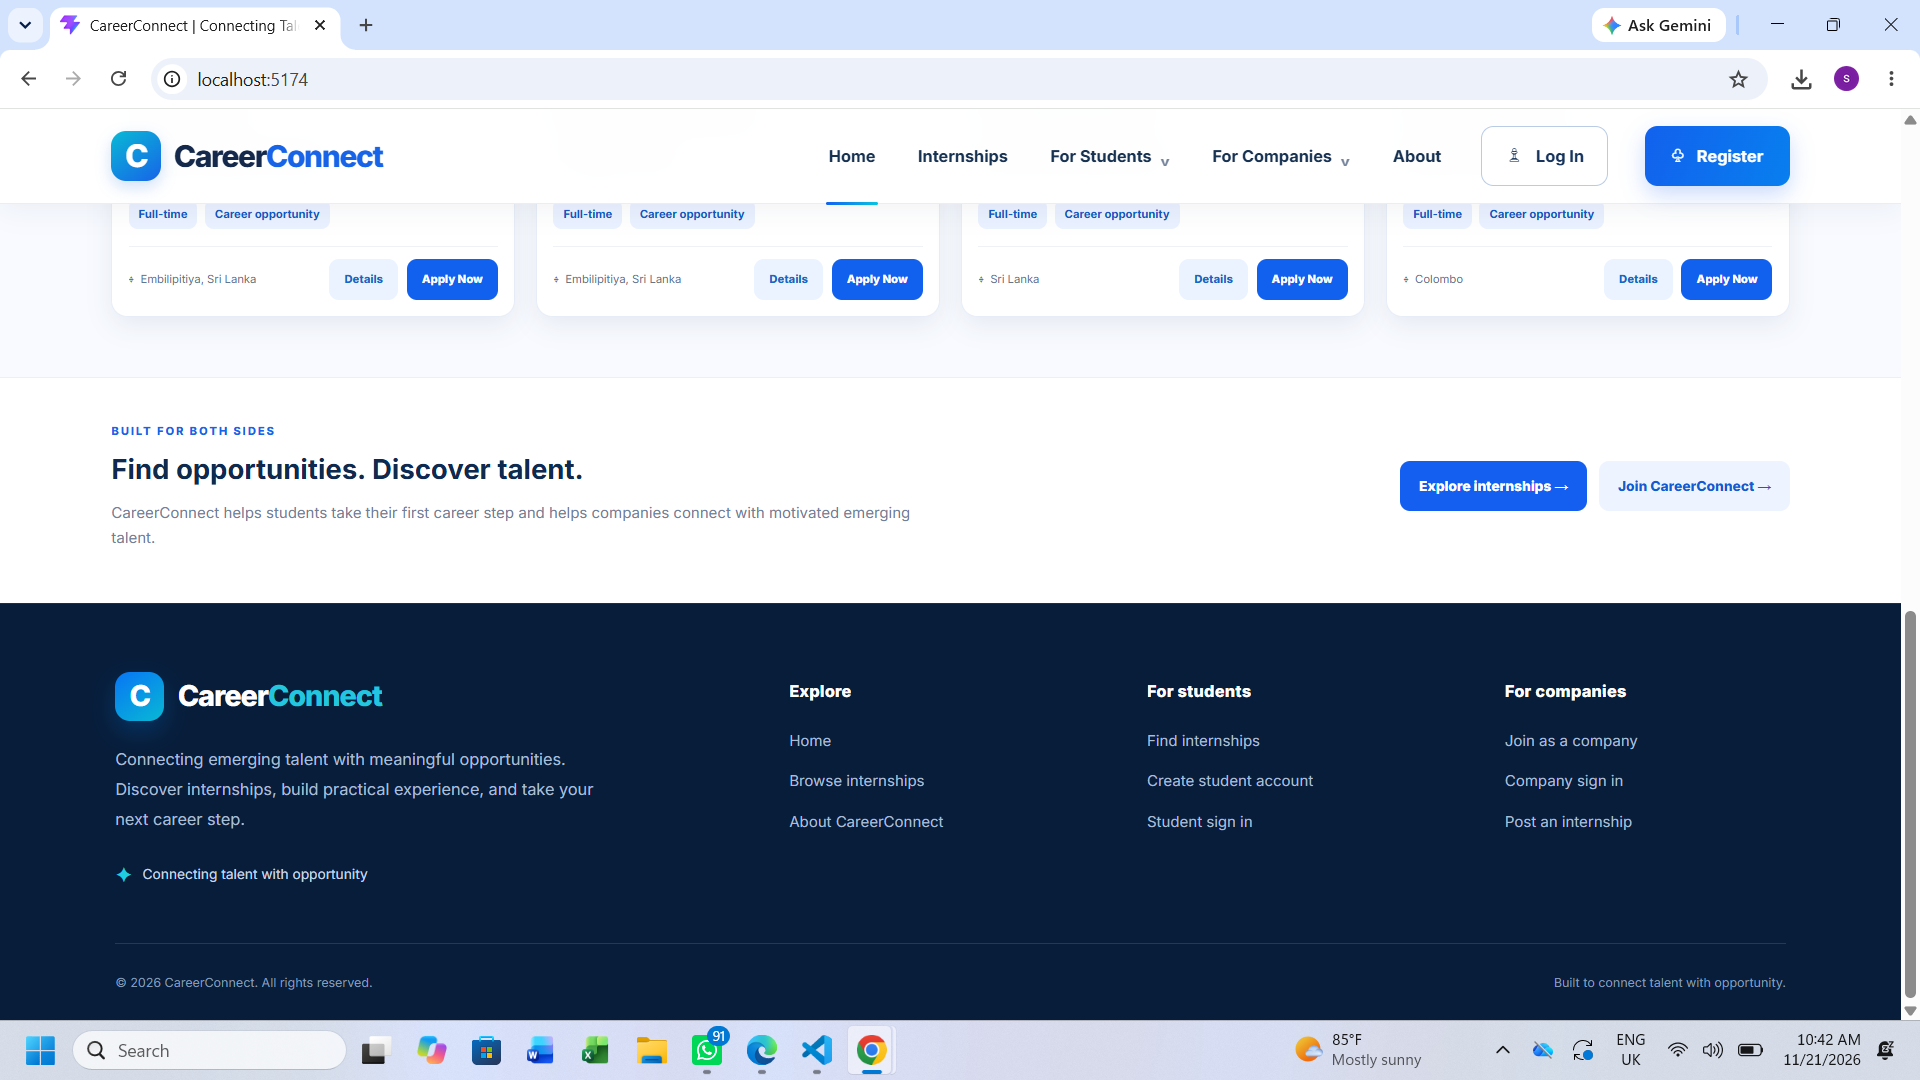 CareerConnect | Connecting Tal
Ask Gemini
localhost:5174
S
C CareerConnect
Home Internships For Students v For Companies v About Log In Register
Full-time Career opportunity Full-time Career opportunity Full-time Career opportunity Full-time Career opportunity
Embilipitiya, Sri Lanka Details Apply Now Embilipitiya, Sri Lanka Details Apply Now Sri Lanka Details Apply Now Colombo Details Apply Now
BUILT FOR BOTH SIDES
Find opportunities. Discover talent.
CareerConnect helps students take their first career step and helps companies connect with motivated emerging
talent.
Explore internships → Join CareerConnect →
C CareerConnect
Connecting emerging talent with meaningful opportunities.
Discover internships, build practical experience, and take your
next career step.
Connecting talent with opportunity
Explore
Home
Browse internships
About CareerConnect
For students
Find internships
Create student account
Student sign in
For companies
Join as a company
Company sign in
Post an internship
© 2026 CareerConnect. All rights reserved.
Built to connect talent with opportunity.
Search
91
85°F
Mostly sunny
ENG
UK
10:42 AM
11/21/2026